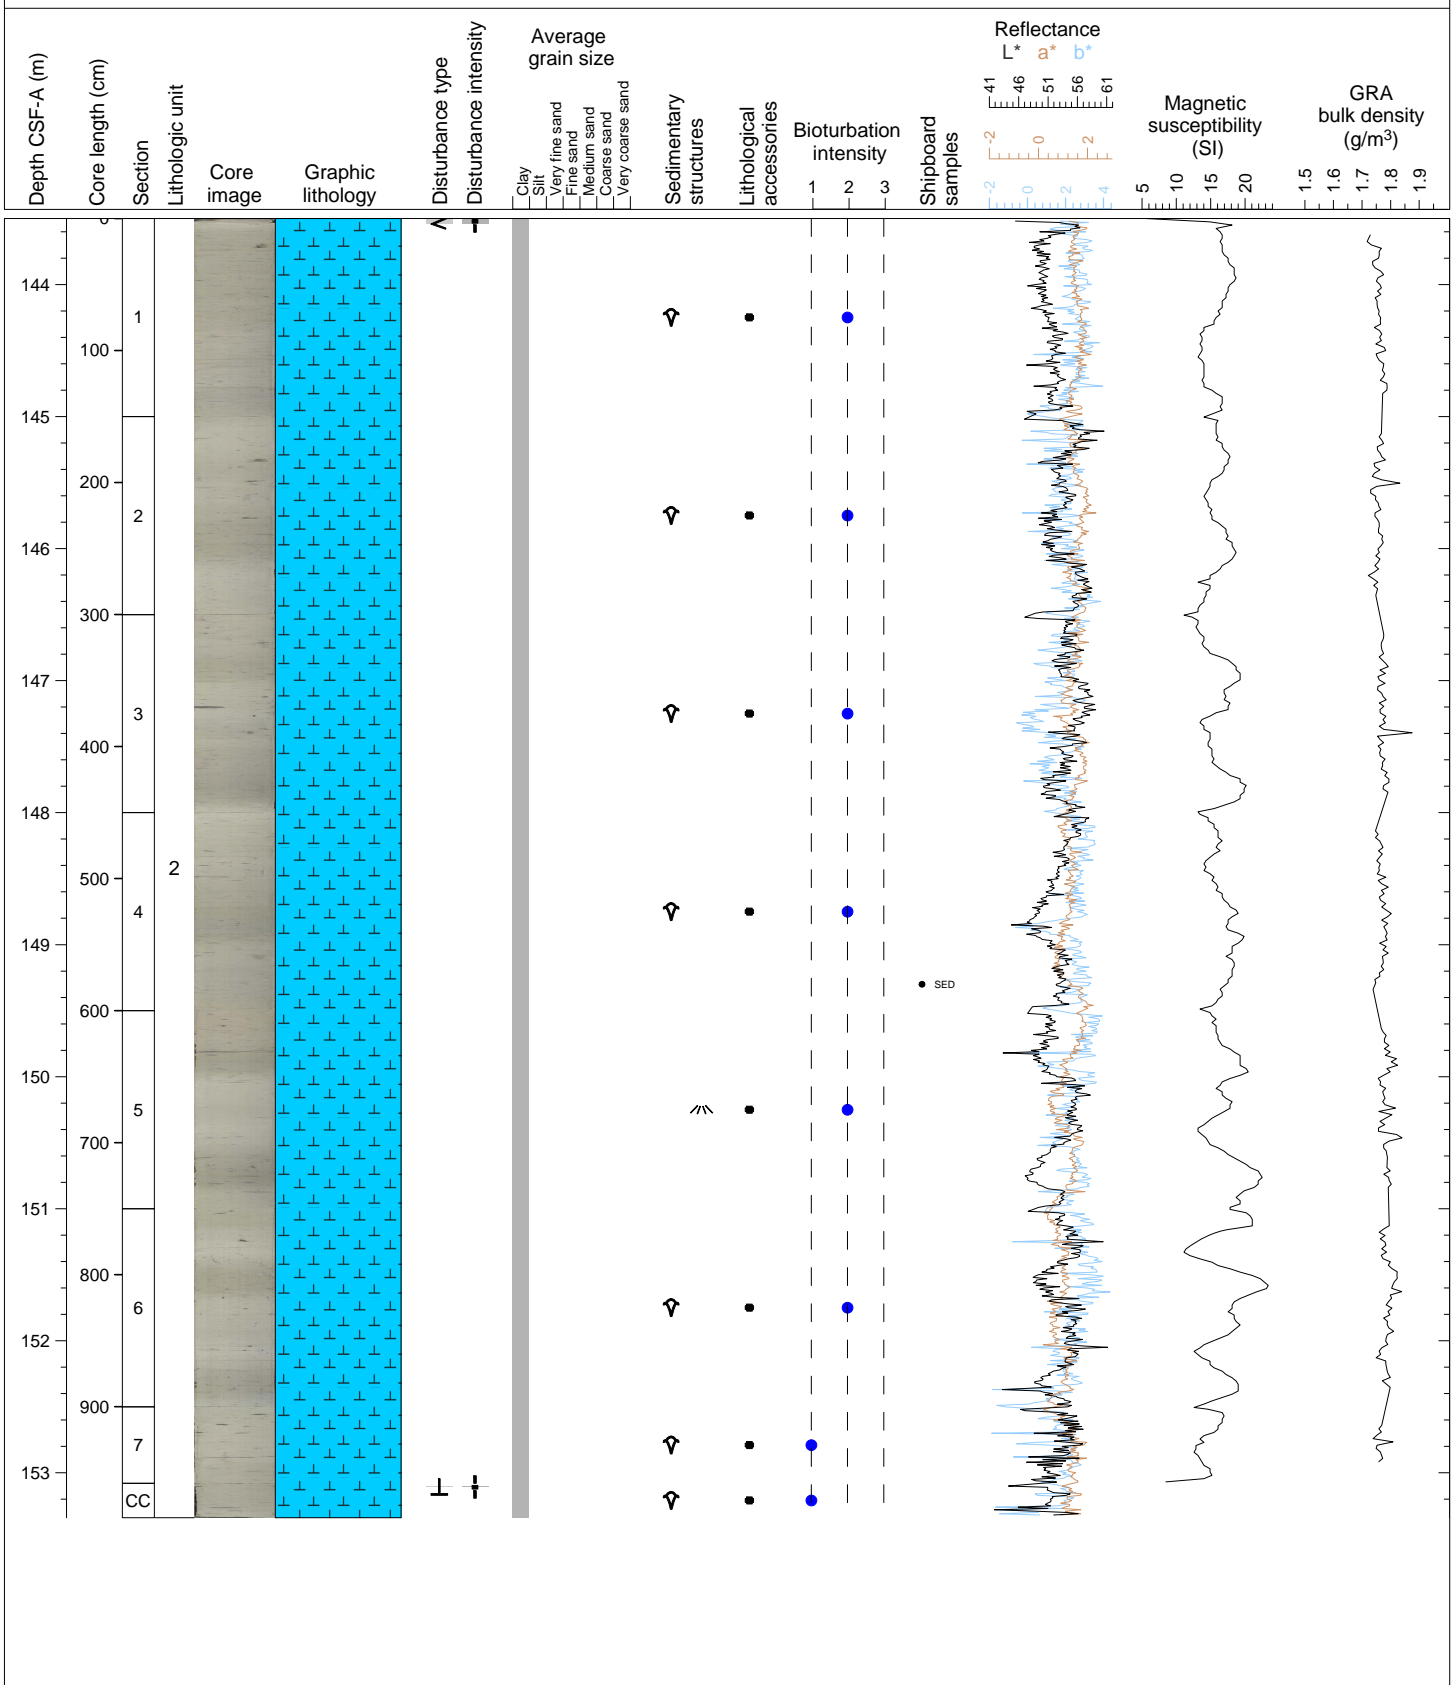 Depth CSF-A (m)
Core length (cm)
Section
Lithologic unit
Core
image
Graphic
lithology
Disturbance type
Disturbance intensity
Average
grain size
Clay
Silt
Very fine sand
Fine sand
Medium sand
Coarse sand
Very coarse sand
Sedimentary
structures
Lithological
accessories
Bioturbation
intensity
1 2 3
Shipboard
samples
Reflectance
L* a* b*
41 46 51 56 61
-2 0 2
-2 0 2 4
Magnetic
susceptibility
(SI)
5 10 15 20
GRA
bulk density
(g/m³)
1.5 1.6 1.7 1.8 1.9
0
144
1
100
145
200
2
146
300
147
3
400
148
2
500
4
149
SED
600
150
5
700
151
800
6
152
900
7
153
CC